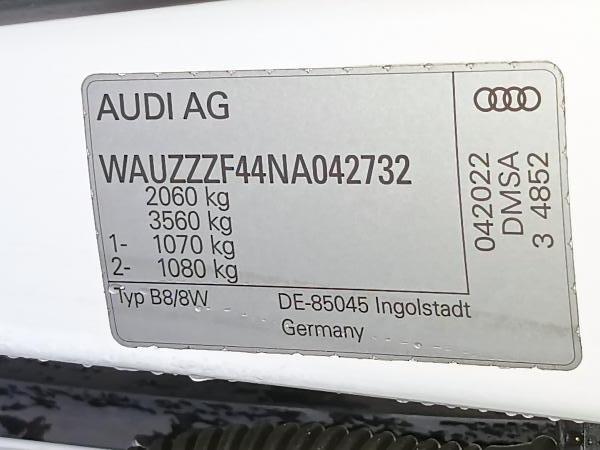 AUDI AG
WAUZZZF44NA042732
2060 kg
3560 kg
1- 1070 kg
2- 1080 kg
Typ B8/8W
DE-85045 Ingolstadt
Germany
042022
DMSA
3 4852